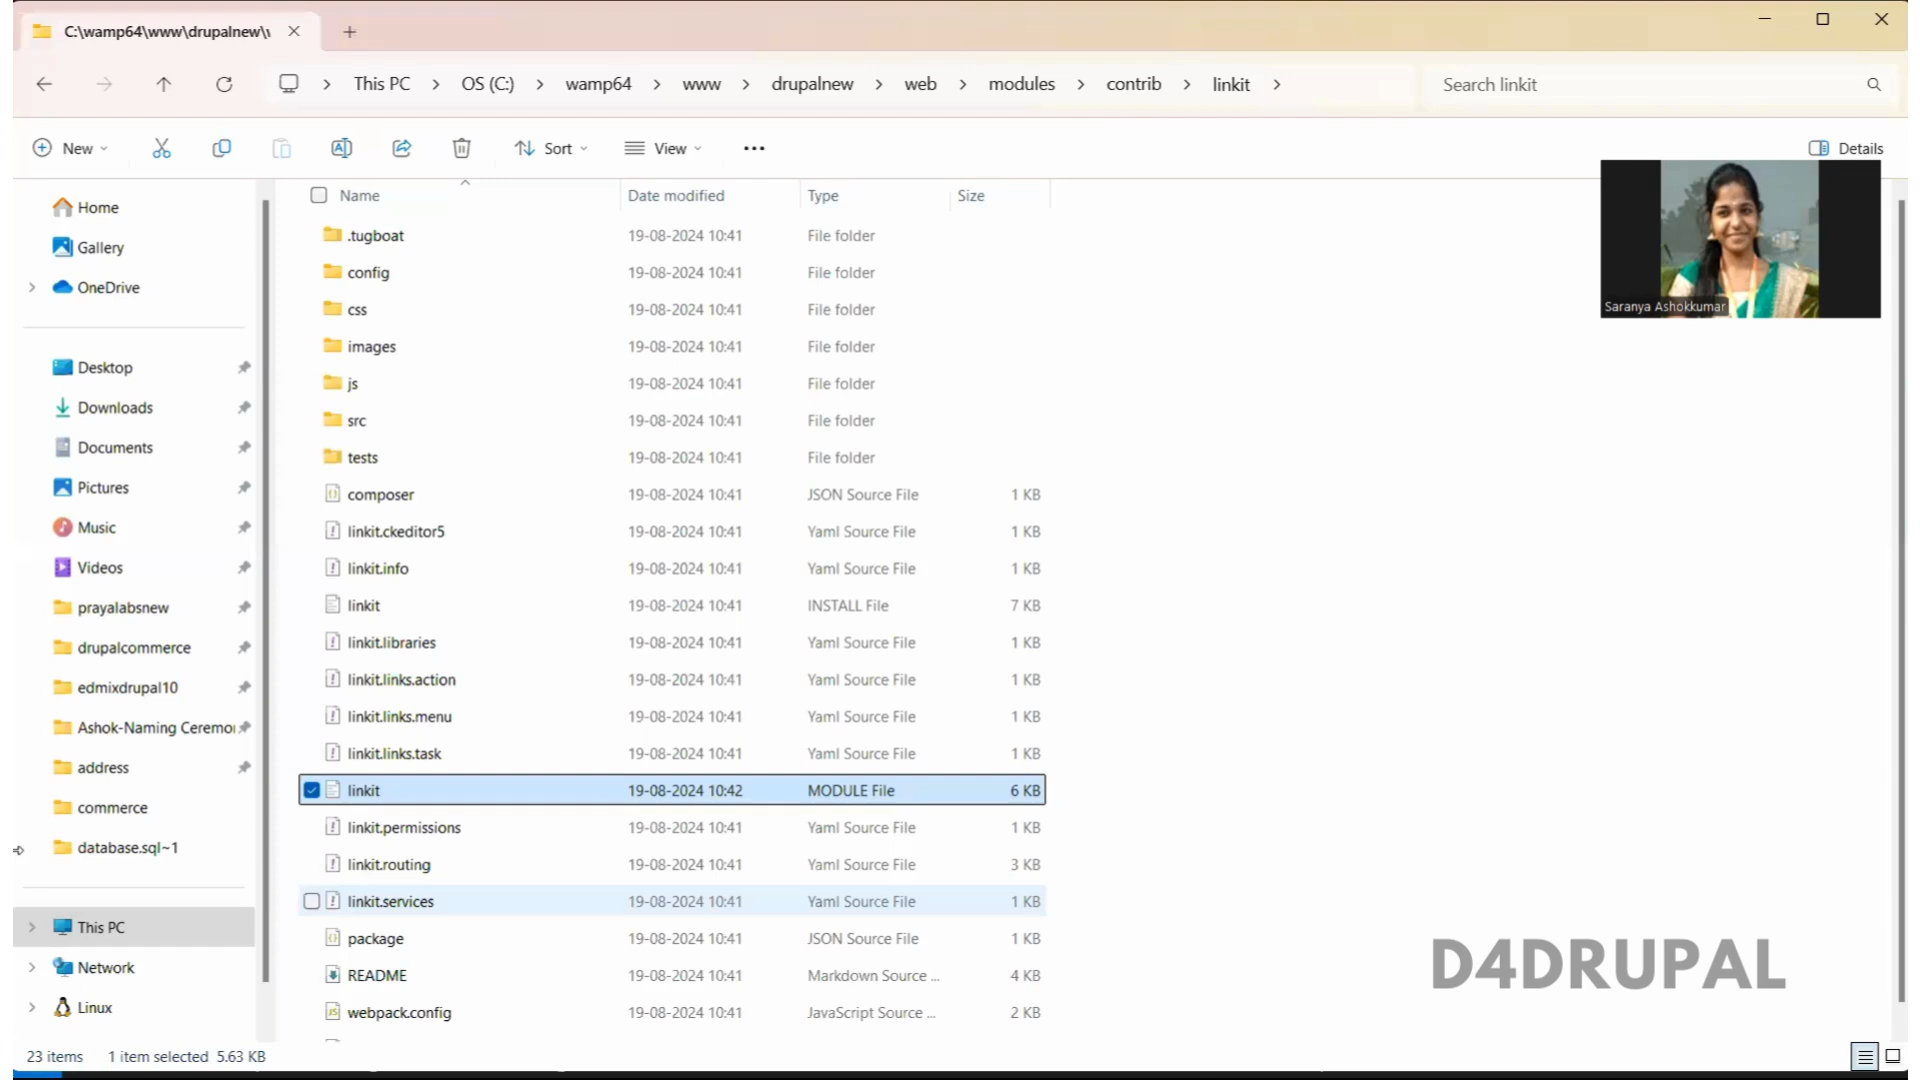 C:\wamp64\www\drupalnew\
This PC > OS (C:) > wamp64 > www > drupalnew > web > modules > contrib > linkit >
Search linkit
New
Sort
View
Details
Name Date modified Type Size
Home
Gallery
OneDrive
Desktop
Downloads
Documents
Pictures
Music
Videos
prayalabsnew
drupalcommerce
edmixdrupal10
Ashok-Naming Ceremo
address
commerce
database.sql~1
This PC
Network
Linux
.tugboat 19-08-2024 10:41 File folder
config 19-08-2024 10:41 File folder
css 19-08-2024 10:41 File folder
images 19-08-2024 10:41 File folder
js 19-08-2024 10:41 File folder
src 19-08-2024 10:41 File folder
tests 19-08-2024 10:41 File folder
composer 19-08-2024 10:41 JSON Source File 1 KB
linkit.ckeditor5 19-08-2024 10:41 Yaml Source File 1 KB
linkit.info 19-08-2024 10:41 Yaml Source File 1 KB
linkit 19-08-2024 10:41 INSTALL File 7 KB
linkit.libraries 19-08-2024 10:41 Yaml Source File 1 KB
linkit.links.action 19-08-2024 10:41 Yaml Source File 1 KB
linkit.links.menu 19-08-2024 10:41 Yaml Source File 1 KB
linkit.links.task 19-08-2024 10:41 Yaml Source File 1 KB
linkit 19-08-2024 10:42 MODULE File 6 KB
linkit.permissions 19-08-2024 10:41 Yaml Source File 1 KB
linkit.routing 19-08-2024 10:41 Yaml Source File 3 KB
linkit.services 19-08-2024 10:41 Yaml Source File 1 KB
package 19-08-2024 10:41 JSON Source File 1 KB
README 19-08-2024 10:41 Markdown Source ... 4 KB
webpack.config 19-08-2024 10:41 JavaScript Source ... 2 KB
Saranya Ashokkumar
D4DRUPAL
23 items 1 item selected 5.63 KB